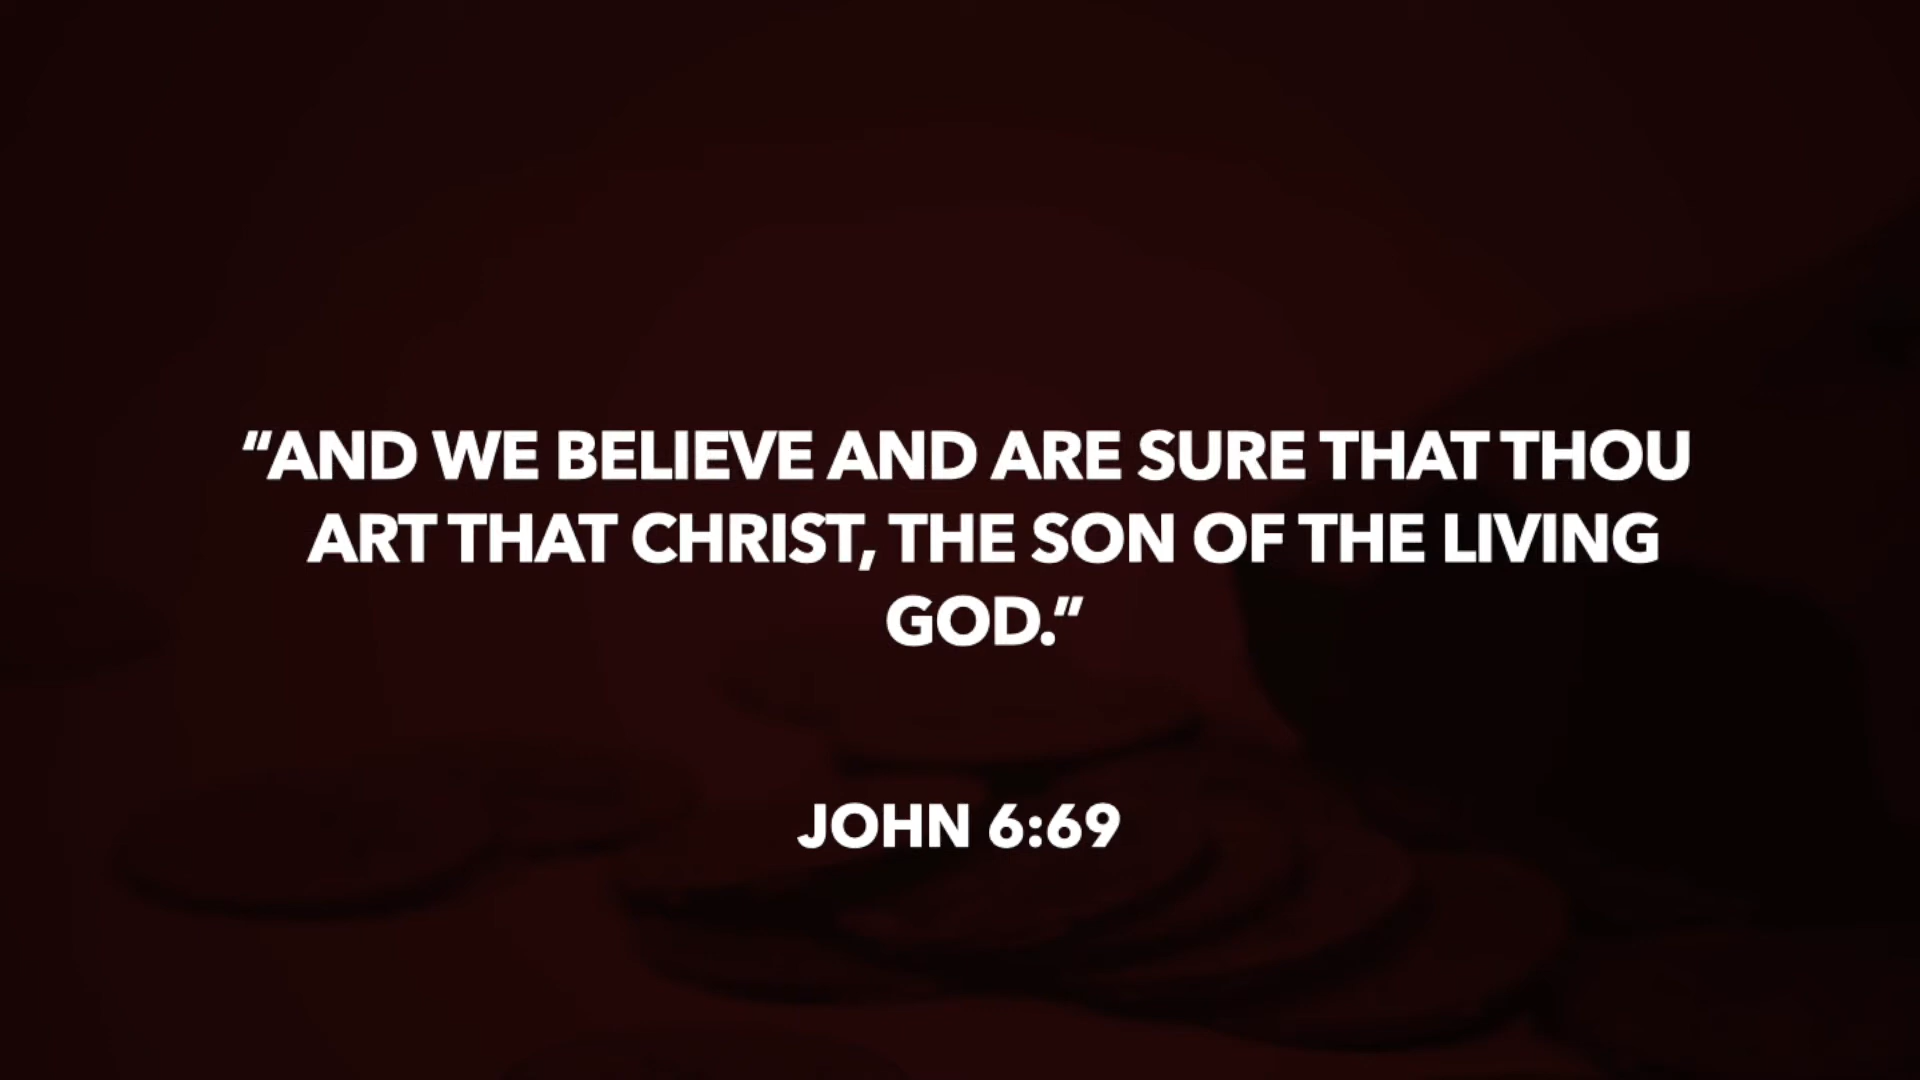 “AND WE BELIEVE AND ARE SURE THAT THOU
ART THAT CHRIST, THE SON OF THE LIVING
GOD.”
JOHN 6:69